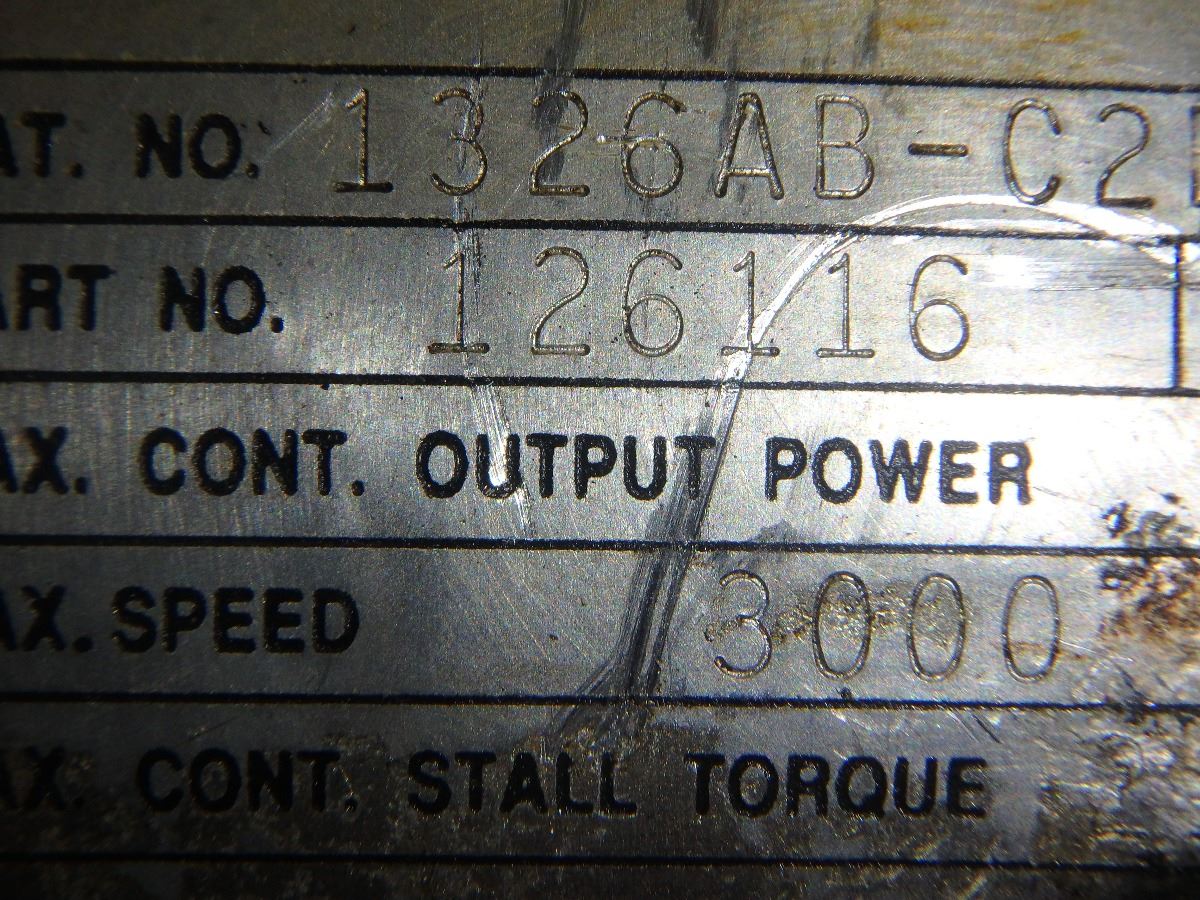 AT. NO. 1326AB-C2
ART NO. 126116
AX. CONT. OUTPUT POWER
AX. SPEED 3000
AX. CONT. STALL TORQUE